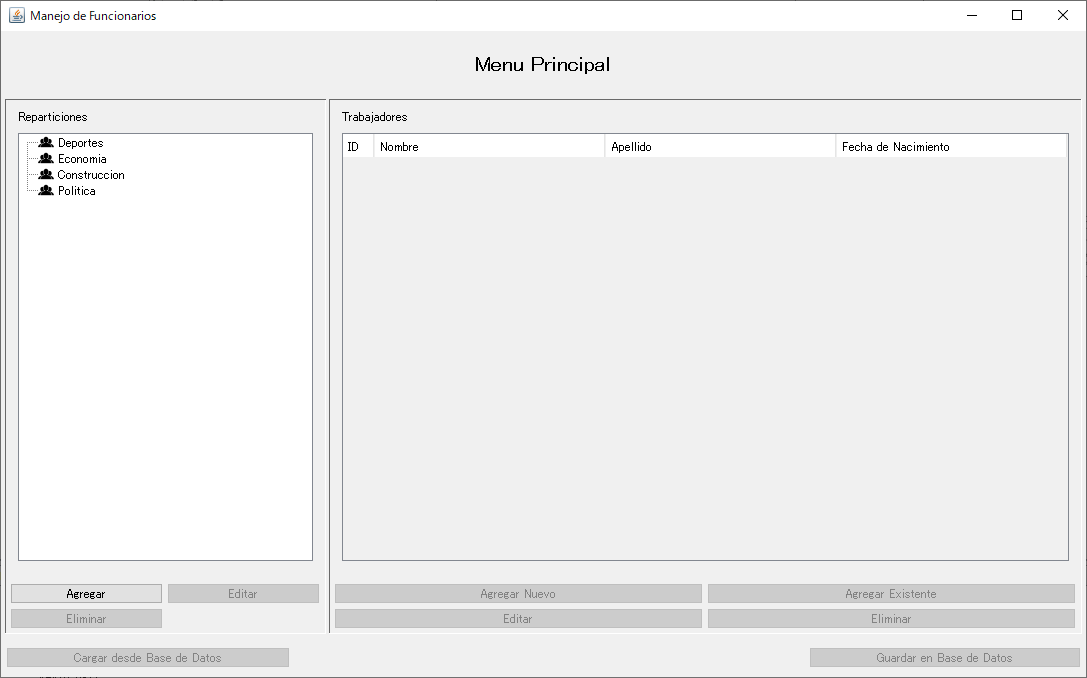 Manejo de Funcionarios
Menu Principal
Reparticiones
Deportes
Economia
Construccion
Politica
Agregar Editar
Eliminar
Trabajadores
ID Nombre Apellido Fecha de Nacimiento
Agregar Nuevo Agregar Existente
Editar Eliminar
Cargar desde Base de Datos Guardar en Base de Datos